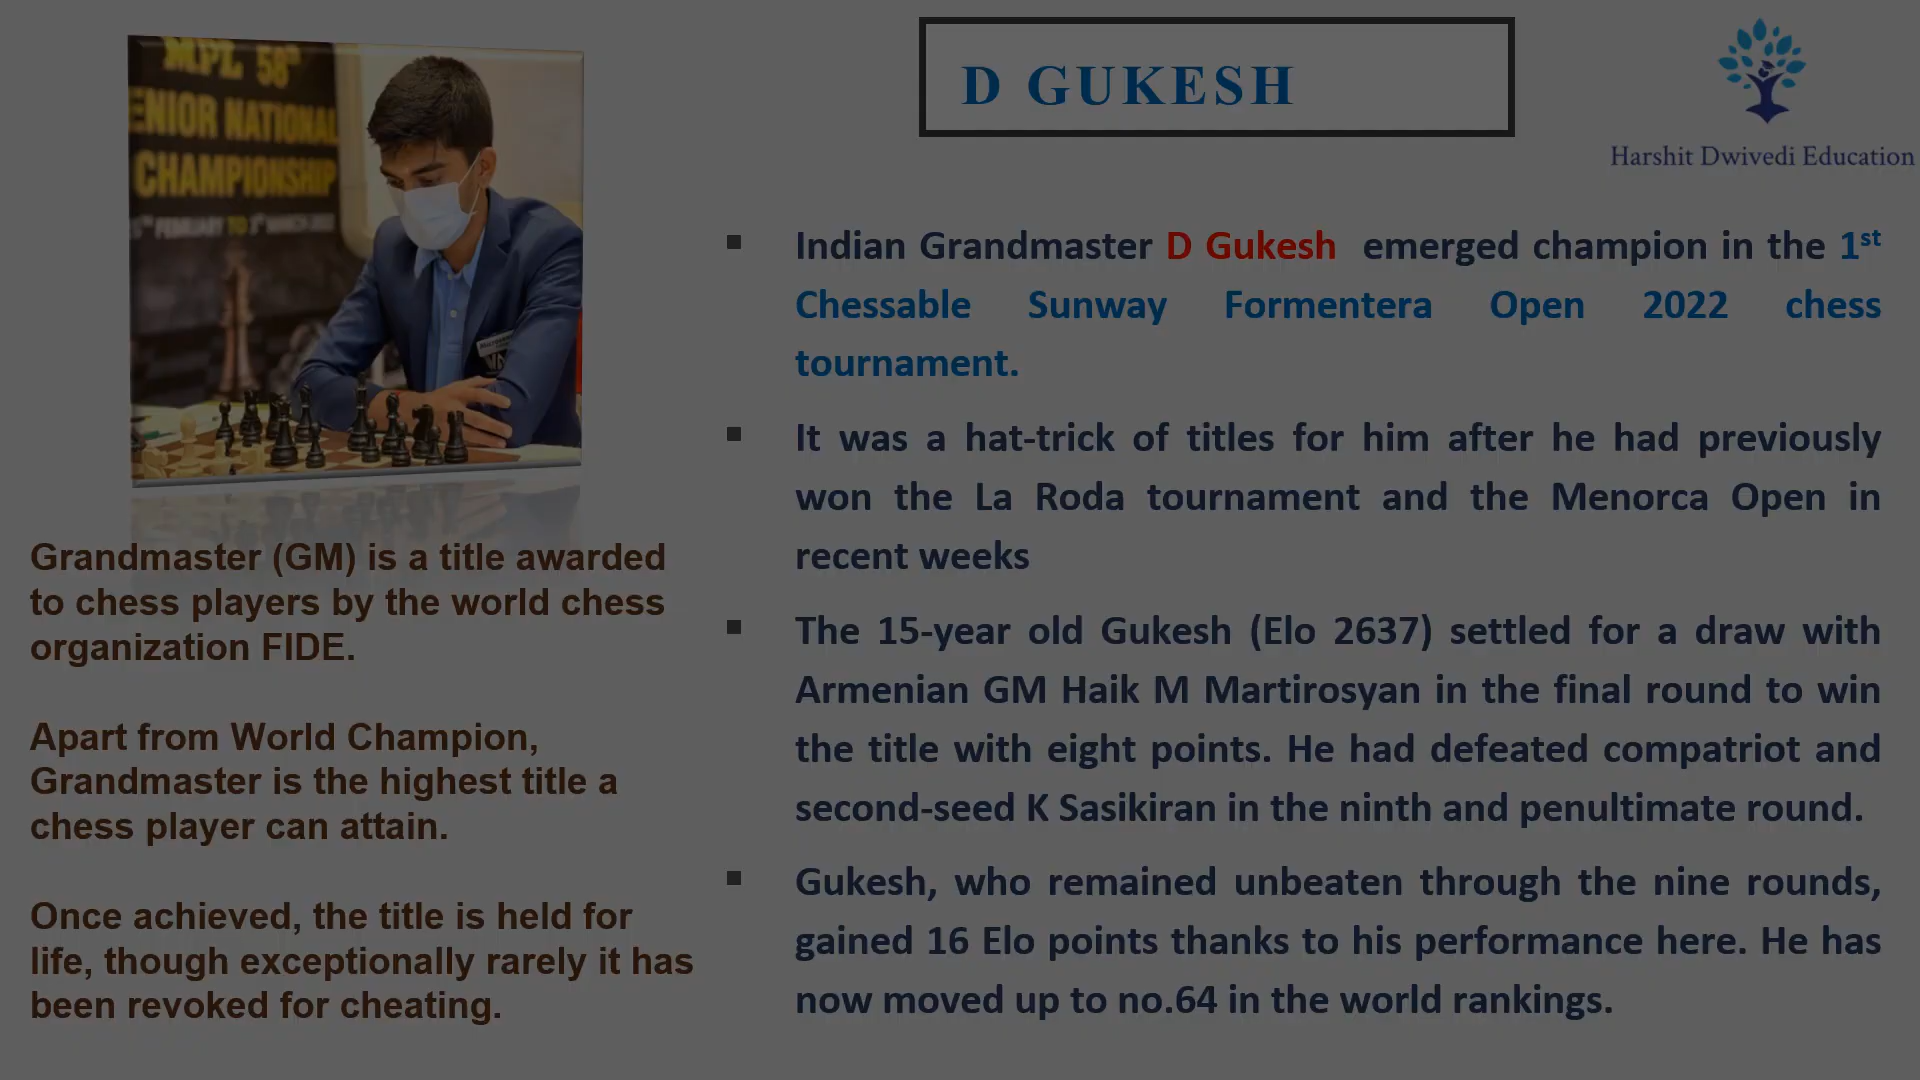 MPL 58th
ENIOR NATIONAL
CHAMPIONSHIP
D GUKESH
Harshit Dwivedi Education
▪ Indian Grandmaster D Gukesh emerged champion in the 1st
Chessable Sunway Formentera Open 2022 chess
tournament.
▪ It was a hat-trick of titles for him after he had previously
won the La Roda tournament and the Menorca Open in
recent weeks
▪ The 15-year old Gukesh (Elo 2637) settled for a draw with
Armenian GM Haik M Martirosyan in the final round to win
the title with eight points. He had defeated compatriot and
second-seed K Sasikiran in the ninth and penultimate round.
▪ Gukesh, who remained unbeaten through the nine rounds,
gained 16 Elo points thanks to his performance here. He has
now moved up to no.64 in the world rankings.
Grandmaster (GM) is a title awarded
to chess players by the world chess
organization FIDE.
Apart from World Champion,
Grandmaster is the highest title a
chess player can attain.
Once achieved, the title is held for
life, though exceptionally rarely it has
been revoked for cheating.